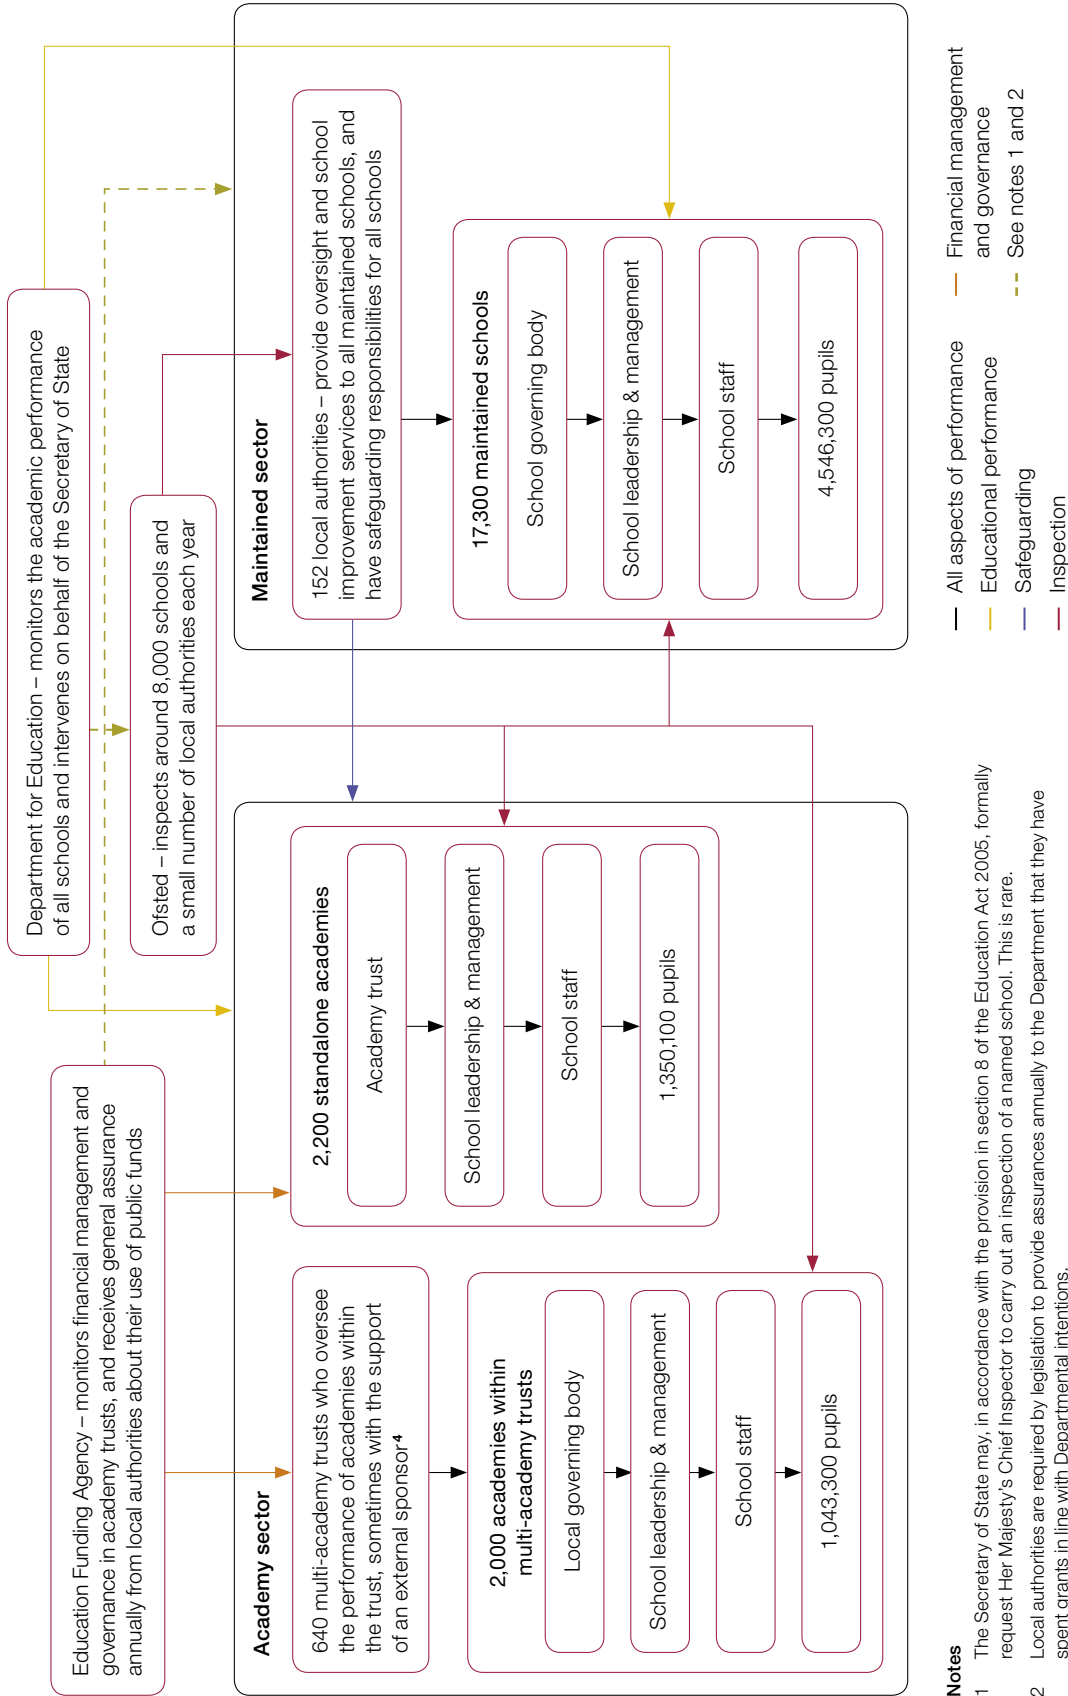 Department for Education – monitors the academic performance
of all schools and intervenes on behalf of the Secretary of State
Education Funding Agency – monitors financial management and
governance in academy trusts, and receives general assurance
annually from local authorities about their use of public funds
Ofsted – inspects around 8,000 schools and
a small number of local authorities each year
Academy sector
640 multi-academy trusts who oversee
the performance of academies within
the trust, sometimes with the support
of an external sponsor⁴
2,000 academies within
multi-academy trusts
Local governing body
School leadership & management
School staff
1,043,300 pupils
2,200 standalone academies
Academy trust
School leadership & management
School staff
1,350,100 pupils
Maintained sector
152 local authorities – provide oversight and school
improvement services to all maintained schools, and
have safeguarding responsibilities for all schools
17,300 maintained schools
School governing body
School leadership & management
School staff
4,546,300 pupils
All aspects of performance
Educational performance
Safeguarding
Inspection
Financial management
and governance
See notes 1 and 2
Notes
1 The Secretary of State may, in accordance with the provision in section 8 of the Education Act 2005, formally
request Her Majesty's Chief Inspector to carry out an inspection of a named school. This is rare.
2 Local authorities are required by legislation to provide assurances annually to the Department that they have
spent grants in line with Departmental intentions.